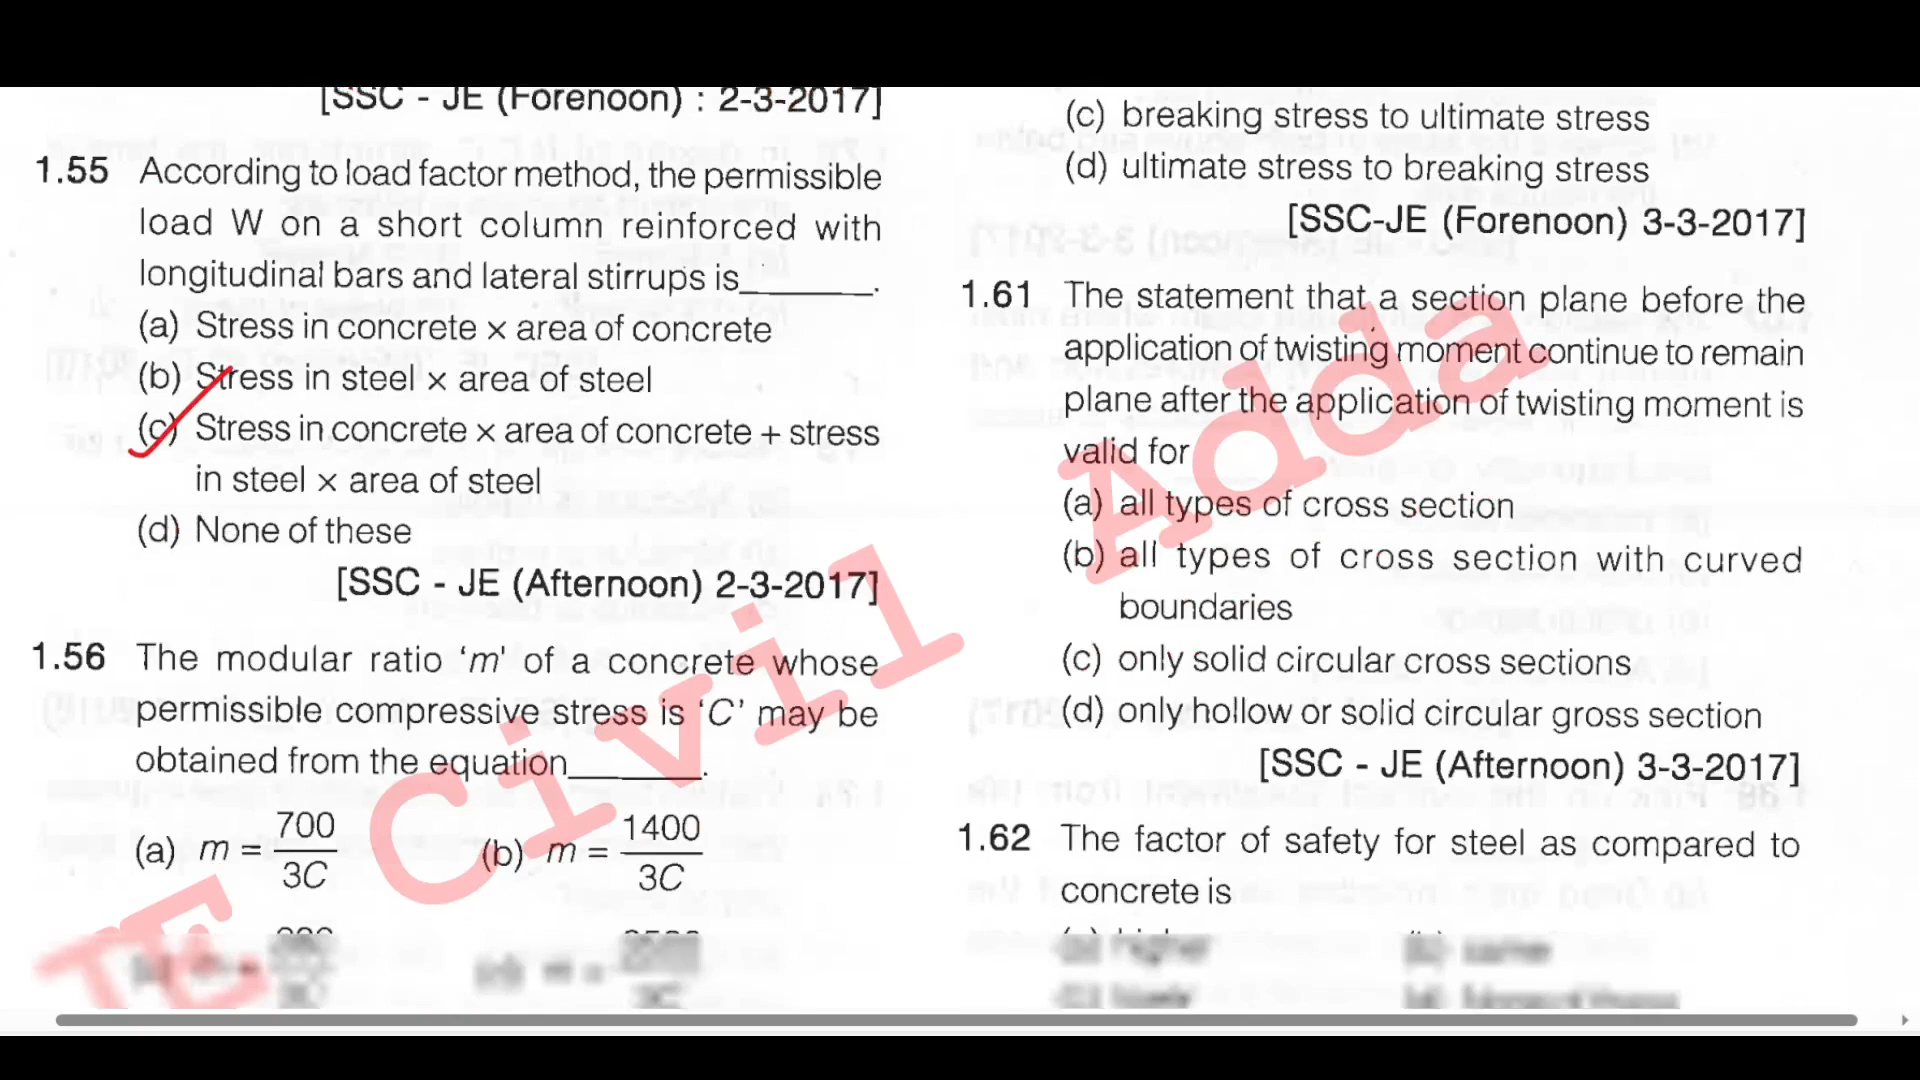 [SSC - JE (Forenoon) : 2-3-2017]
1.55 According to load factor method, the permissible
load W on a short column reinforced with
longitudinal bars and lateral stirrups is________.
(a) Stress in concrete × area of concrete
(b) Stress in steel × area of steel
(c) Stress in concrete × area of concrete + stress
in steel × area of steel
(d) None of these
[SSC - JE (Afternoon) 2-3-2017]
1.56 The modular ratio ‘m' of a concrete whose
permissible compressive stress is ‘C’ may be
obtained from the equation________.
(a) m = 700/3C (b) m = 1400/3C
(c) breaking stress to ultimate stress
(d) ultimate stress to breaking stress
[SSC-JE (Forenoon) 3-3-2017]
1.61 The statement that a section plane before the
application of twisting moment continue to remain
plane after the application of twisting moment is
valid for
(a) all types of cross section
(b) all types of cross section with curved
boundaries
(c) only solid circular cross sections
(d) only hollow or solid circular gross section
[SSC - JE (Afternoon) 3-3-2017]
1.62 The factor of safety for steel as compared to
concrete is
(a) higher (b) same
TE Civil Adda